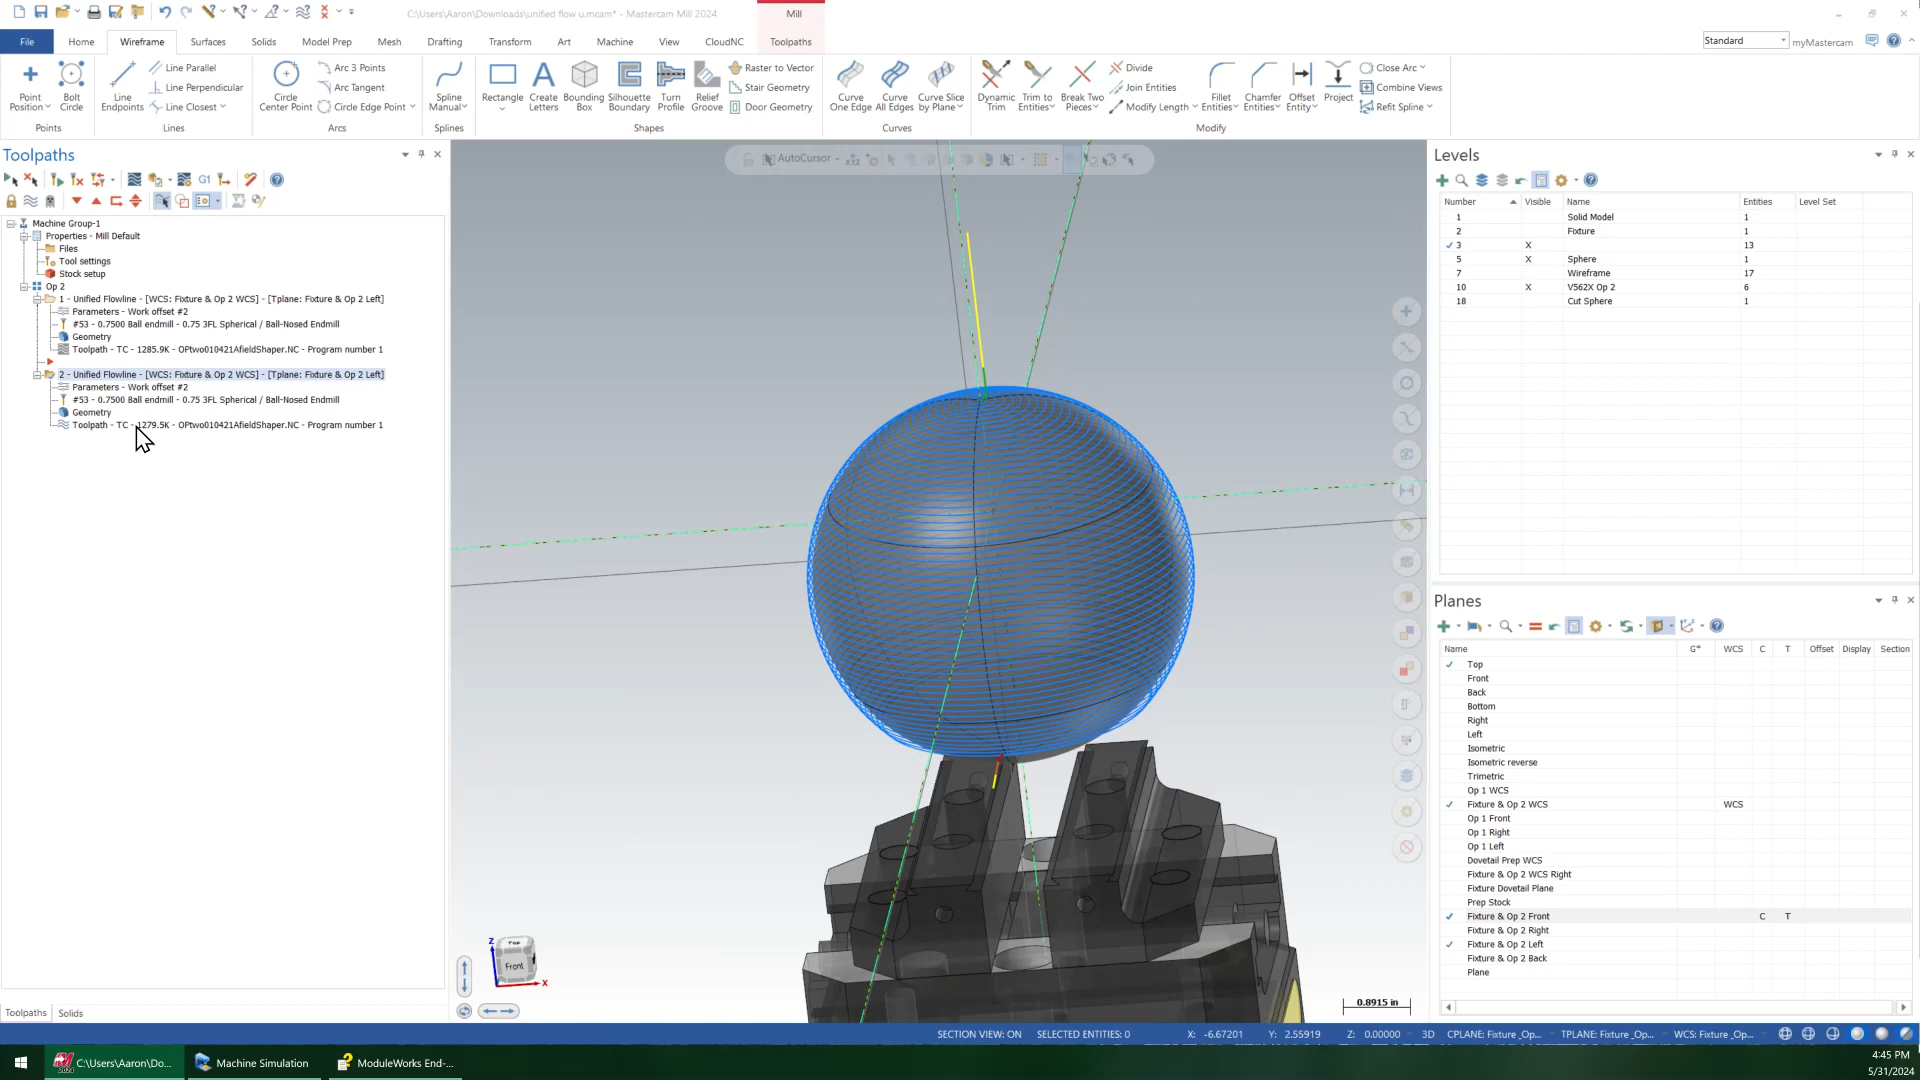 C:\Users\Aaron\Downloads\unified flow u.mcam* - Mastercam Mill 2024
Mill
File
Home
Wireframe
Surfaces
Solids
Model Prep
Mesh
Drafting
Transform
Art
Machine
View
CloudNC
Toolpaths
Standard
myMastercam
Point Position
Bolt Circle
Points
Line Endpoints
Line Parallel
Line Perpendicular
Line Closest
Lines
Circle Center Point
Arc 3 Points
Arc Tangent
Circle Edge Point
Arcs
Spline Manual
Splines
Rectangle
Create Letters
Bounding Box
Silhouette Boundary
Turn Profile
Relief Groove
Raster to Vector
Stair Geometry
Door Geometry
Shapes
Curve One Edge
Curve All Edges
Curve Slice by Plane
Curves
Dynamic Trim
Trim to Entities
Break Two Pieces
Divide
Join Entities
Modify Length
Fillet Entities
Chamfer Entities
Offset Entity
Project
Close Arc
Combine Views
Refit Spline
Modify
Toolpaths
G1
Machine Group-1
Properties - Mill Default
Files
Tool settings
Stock setup
Op 2
1 - Unified Flowline - [WCS: Fixture & Op 2 WCS] - [Tplane: Fixture & Op 2 Left]
Parameters - Work offset #2
#53 - 0.7500 Ball endmill - 0.75 3FL Spherical / Ball-Nosed Endmill
Geometry
Toolpath - TC - 1285.9K - OPtwo010421AfieldShaper.NC - Program number 1
2 - Unified Flowline - [WCS: Fixture & Op 2 WCS] - [Tplane: Fixture & Op 2 Left]
Parameters - Work offset #2
#53 - 0.7500 Ball endmill - 0.75 3FL Spherical / Ball-Nosed Endmill
Geometry
Toolpath - TC - 1279.5K - OPtwo010421AfieldShaper.NC - Program number 1
Toolpaths
Solids
AutoCursor
Z
Top
Front
X
0.8915 in
Levels
Number
Visible
Name
Entities
Level Set
1 Solid Model 1
2 Fixture 1
3 X 13
5 X Sphere 1
7 Wireframe 17
10 X V562X Op 2 6
18 Cut Sphere 1
Planes
Name
G
WCS
C
T
Offset
Display
Section
Top
Front
Back
Bottom
Right
Left
Isometric
Isometric reverse
Trimetric
Op 1 WCS
Fixture & Op 2 WCS WCS
Op 1 Front
Op 1 Right
Op 1 Left
Dovetail Prep WCS
Fixture & Op 2 WCS Right
Fixture Dovetail Plane
Prep Stock
Fixture & Op 2 Front C T
Fixture & Op 2 Right
Fixture & Op 2 Left
Fixture & Op 2 Back
Plane
SECTION VIEW: ON
SELECTED ENTITIES: 0
X: -6.67201
Y: 2.55919
Z: 0.00000
3D
CPLANE: Fixture _Op...
TPLANE: Fixture _Op...
WCS: Fixture _Op...
C:\Users\Aaron\Do...
Machine Simulation
ModuleWorks End-...
4:45 PM
5/31/2024